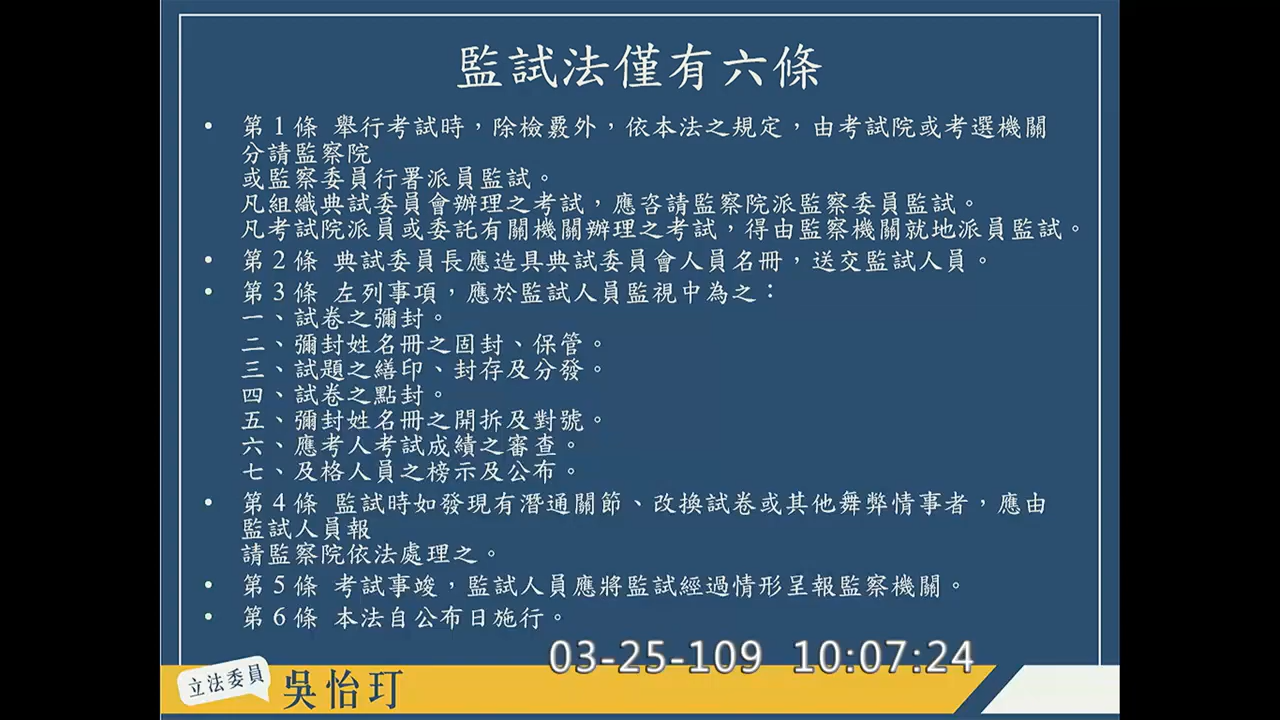 監試法僅有六條
• 第 1 條 舉行考試時，除檢覈外，依本法之規定，由考試院或考選機關
分請監察院
或監察委員行署派員監試。
凡組織典試委員會辦理之考試，應咨請監察院派監察委員監試。
凡考試院派員或委託有關機關辦理之考試，得由監察機關就地派員監試。
• 第 2 條 典試委員長應造具典試委員會人員名冊，送交監試人員。
• 第 3 條 左列事項，應於監試人員監視中為之：
一、試卷之彌封。
二、彌封姓名冊之固封、保管。
三、試題之繕印、封存及分發。
四、試卷之點封。
五、彌封姓名冊之開拆及對號。
六、應考人考試成績之審查。
七、及格人員之榜示及公布。
• 第 4 條 監試時如發現有潛通關節、改換試卷或其他舞弊情事者，應由
監試人員報
請監察院依法處理之。
• 第 5 條 考試事竣，監試人員應將監試經過情形呈報監察機關。
• 第 6 條 本法自公布日施行。
03-25-109 10:07:24
立法委員
吳怡玎